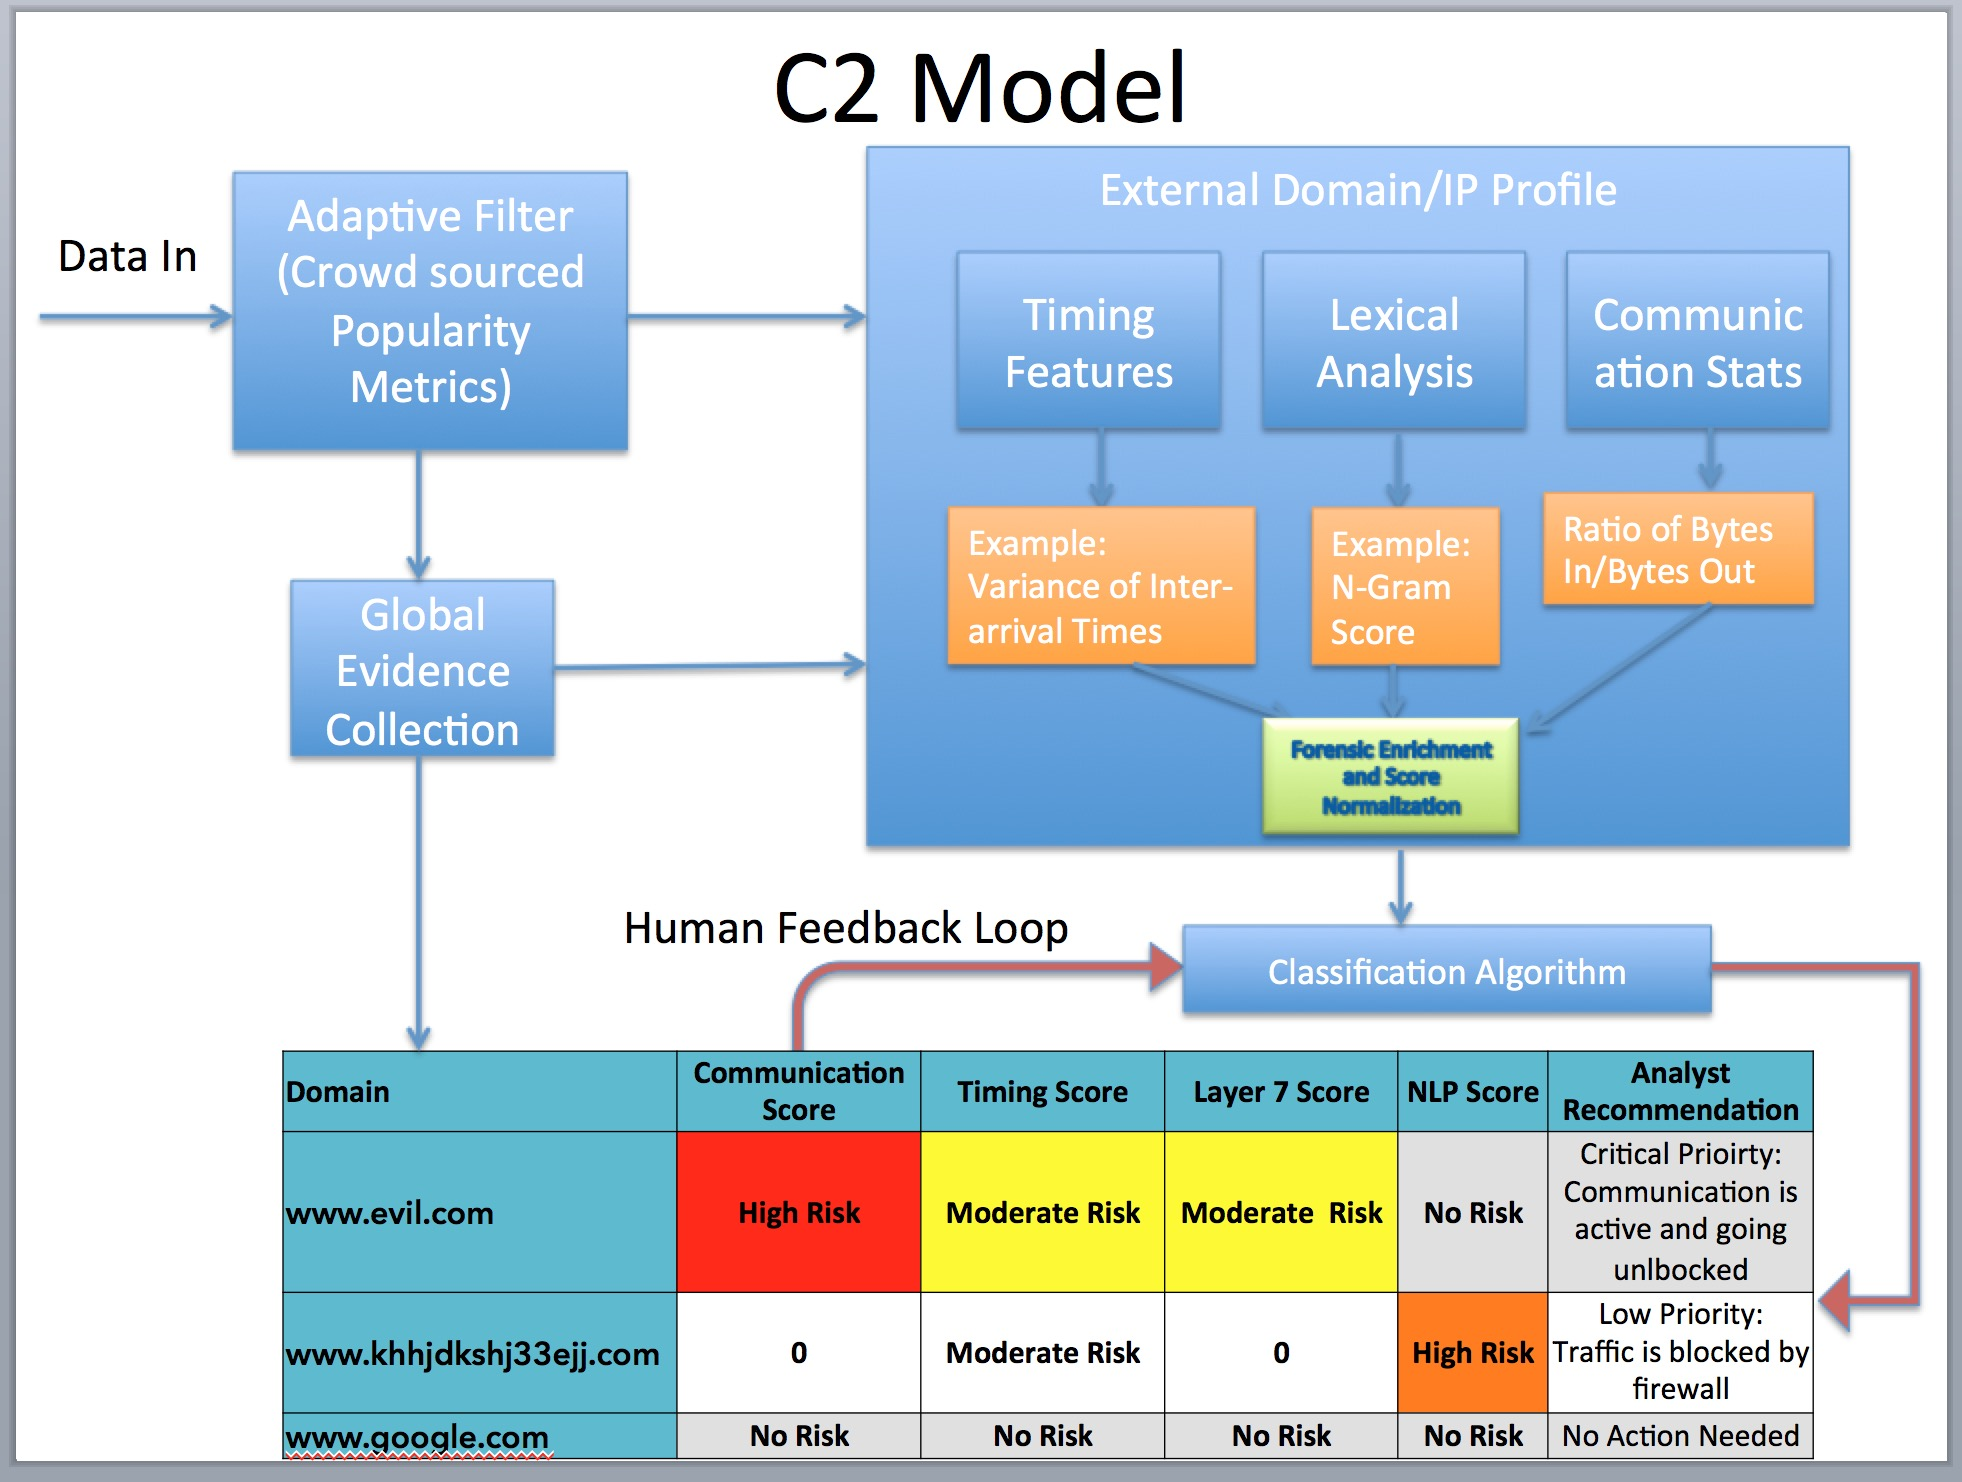 C2 Model
Data In
Adaptive Filter
(Crowd sourced
Popularity
Metrics)
External Domain/IP Profile
Timing
Features
Lexical
Analysis
Communic
ation Stats
Example:
Variance of Inter-
arrival Times
Example:
N-Gram
Score
Ratio of Bytes
In/Bytes Out
Global
Evidence
Collection
Forensic Enrichment
and Score
Normalization
Human Feedback Loop
Classification Algorithm
Domain
Communication
Score
Timing Score
Layer 7 Score
NLP Score
Analyst
Recommendation
www.evil.com
High Risk
Moderate Risk
Moderate  Risk
No Risk
Critical Prioirty:
Communication is
active and going
unlbocked
www.khhjdkshj33ejj.com
0
Moderate Risk
0
High Risk
Low Priority:
Traffic is blocked by
firewall
www.google.com
No Risk
No Risk
No Risk
No Risk
No Action Needed